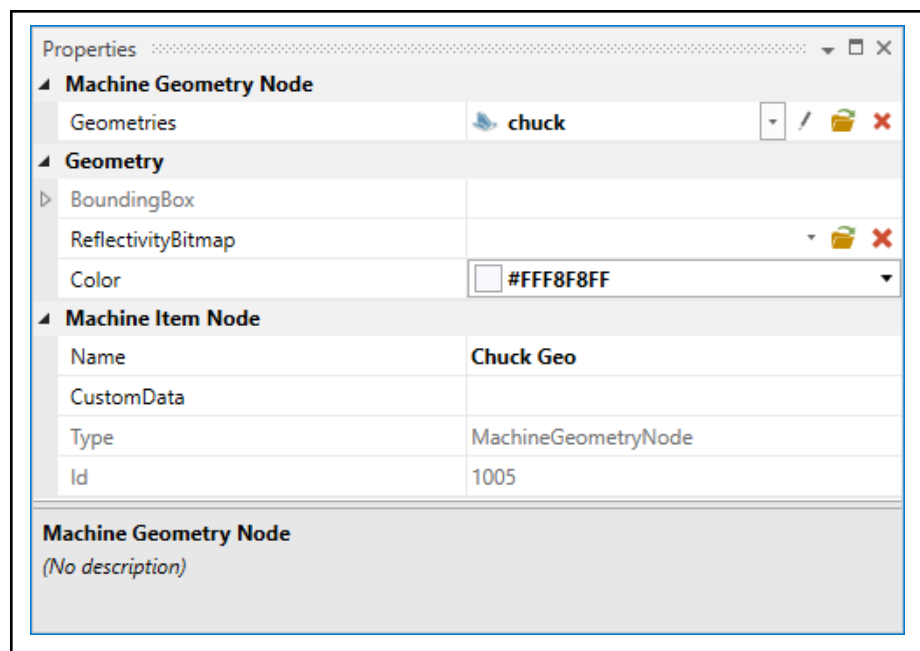 Properties
Machine Geometry Node
Geometries chuck
Geometry
BoundingBox
ReflectivityBitmap
Color #FFF8F8FF
Machine Item Node
Name Chuck Geo
CustomData
Type MachineGeometryNode
Id 1005
Machine Geometry Node
(No description)